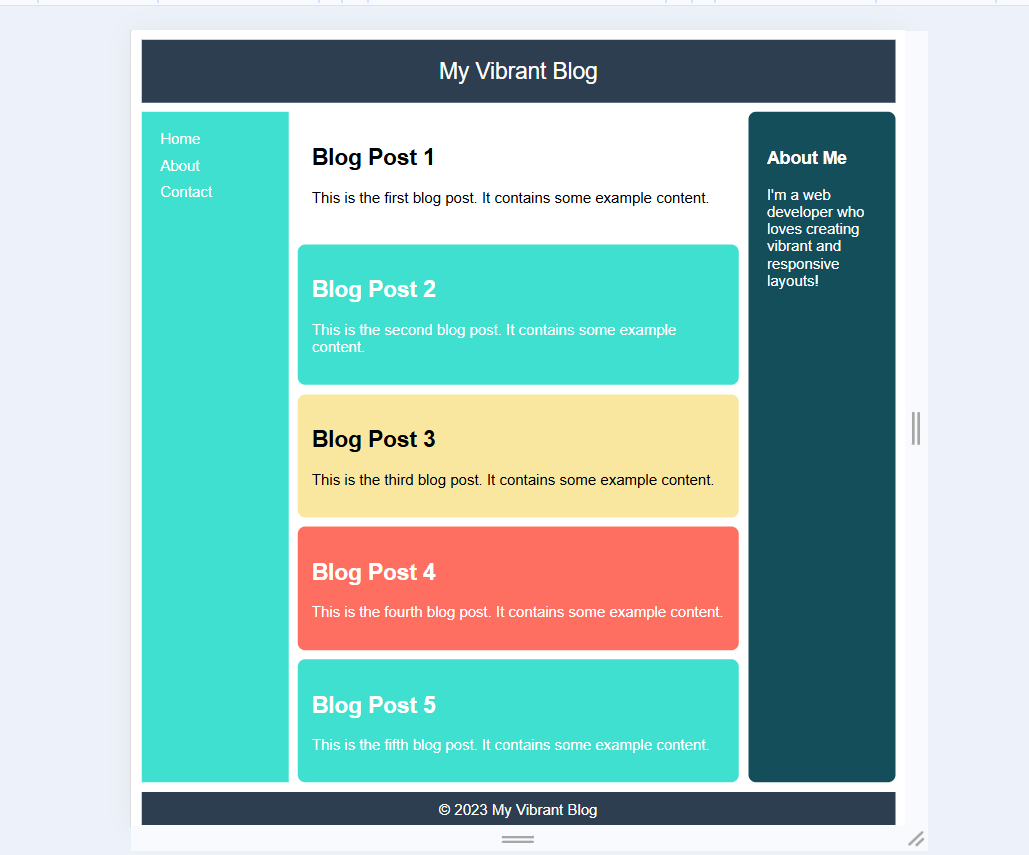 My Vibrant Blog
Home
About
Contact
Blog Post 1
This is the first blog post. It contains some example content.
Blog Post 2
This is the second blog post. It contains some example
content.
Blog Post 3
This is the third blog post. It contains some example content.
Blog Post 4
This is the fourth blog post. It contains some example content.
Blog Post 5
This is the fifth blog post. It contains some example content.
About Me
I'm a web
developer who
loves creating
vibrant and
responsive
layouts!
© 2023 My Vibrant Blog